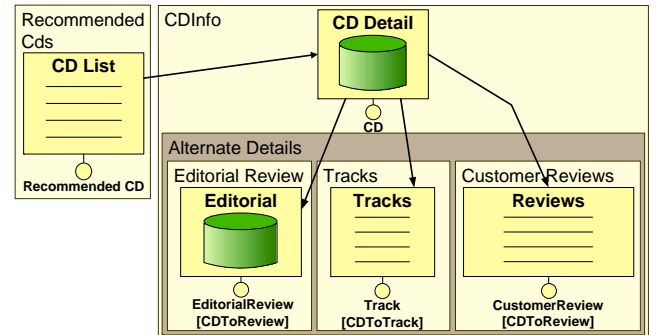 Recommended
Cds
CD List
Recommended CD
CDInfo
CD Detail
CD
Alternate Details
Editorial Review
Editorial
EditorialReview
[CDToReview]
Tracks
Tracks
Track
[CDToTrack]
Customer Reviews
Reviews
CustomerReview
[CDToReview]